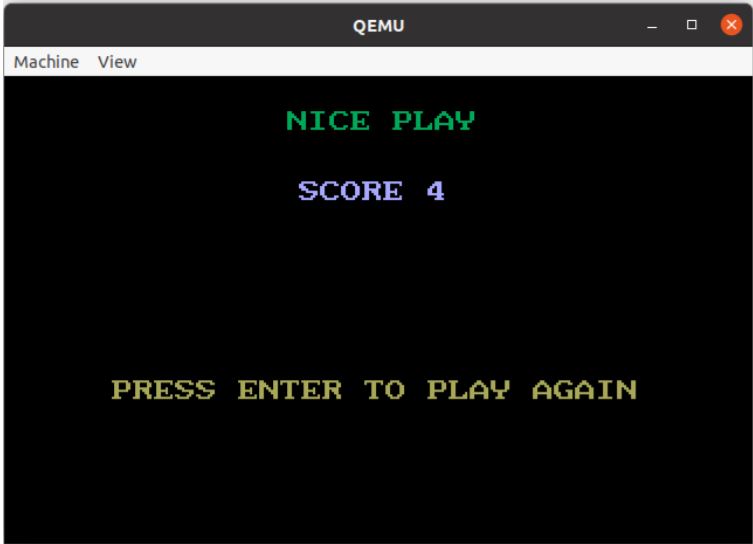 QEMU
Machine View
NICE PLAY
SCORE 4
PRESS ENTER TO PLAY AGAIN